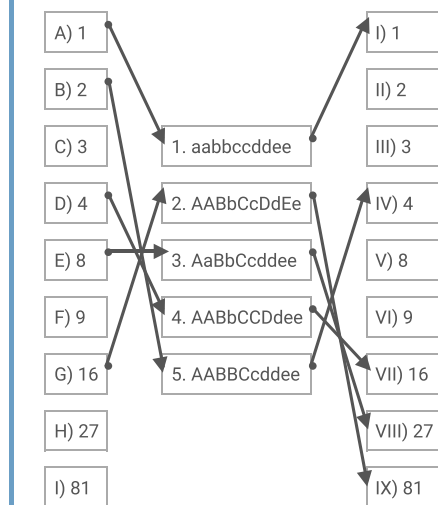 A) 1
I) 1
B) 2
II) 2
C) 3
1. aabbccddee
III) 3
D) 4
2. AABbCcDdEe
IV) 4
E) 8
3. AaBbCcddee
V) 8
F) 9
4. AABbCCDdee
VI) 9
G) 16
5. AABBCcddee
VII) 16
H) 27
VIII) 27
I) 81
IX) 81